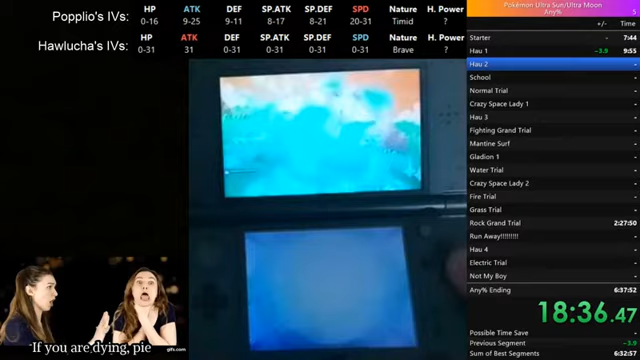 HP ATK DEF SP.ATK SP.DEF SPD Nature H. Power
Popplio's IVs: 0-16 9-25 9-11 8-17 8-21 20-31 Timid ?
HP ATK DEF SP.ATK SP.DEF SPD Nature H. Power
Hawlucha's IVs: 0-31 31 0-31 0-31 0-31 0-31 Brave ?
"If you are dying, pie
gifs.com
Pokémon Ultra Sun/Ultra Moon
Any% 5
+/- Time
Starter - 7:44
Hau 1 -3.9 9:55
Hau 2 -
School -
Normal Trial -
Crazy Space Lady 1 -
Hau 3 -
Fighting Grand Trial -
Mantine Surf -
Gladion 1 -
Water Trial -
Crazy Space Lady 2 -
Fire Trial -
Grass Trial -
Rock Grand Trial 2:27:50
Run Away!!!!!!!!! -
Hau 4 -
Electric Trial -
Not My Boy -
Any% Ending 6:37:52
18:36.47
Possible Time Save -
Previous Segment -3.9
Sum of Best Segments 6:32:57